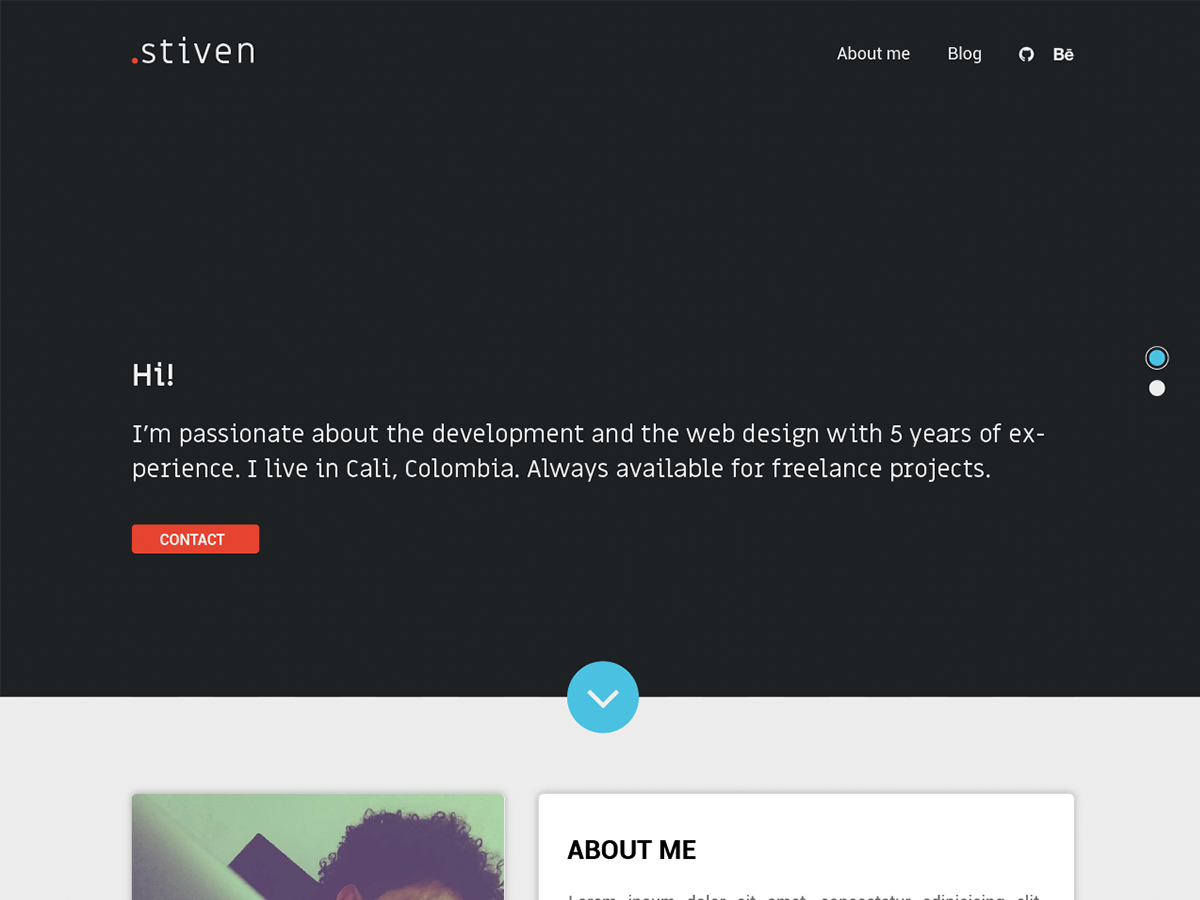 .stiven
About me Blog Bē
Hi!
I'm passionate about the development and the web design with 5 years of ex-
perience. I live in Cali, Colombia. Always available for freelance projects.
CONTACT
ABOUT ME
Lorem ipsum dolor sit amet, consectetur adipisicing elit